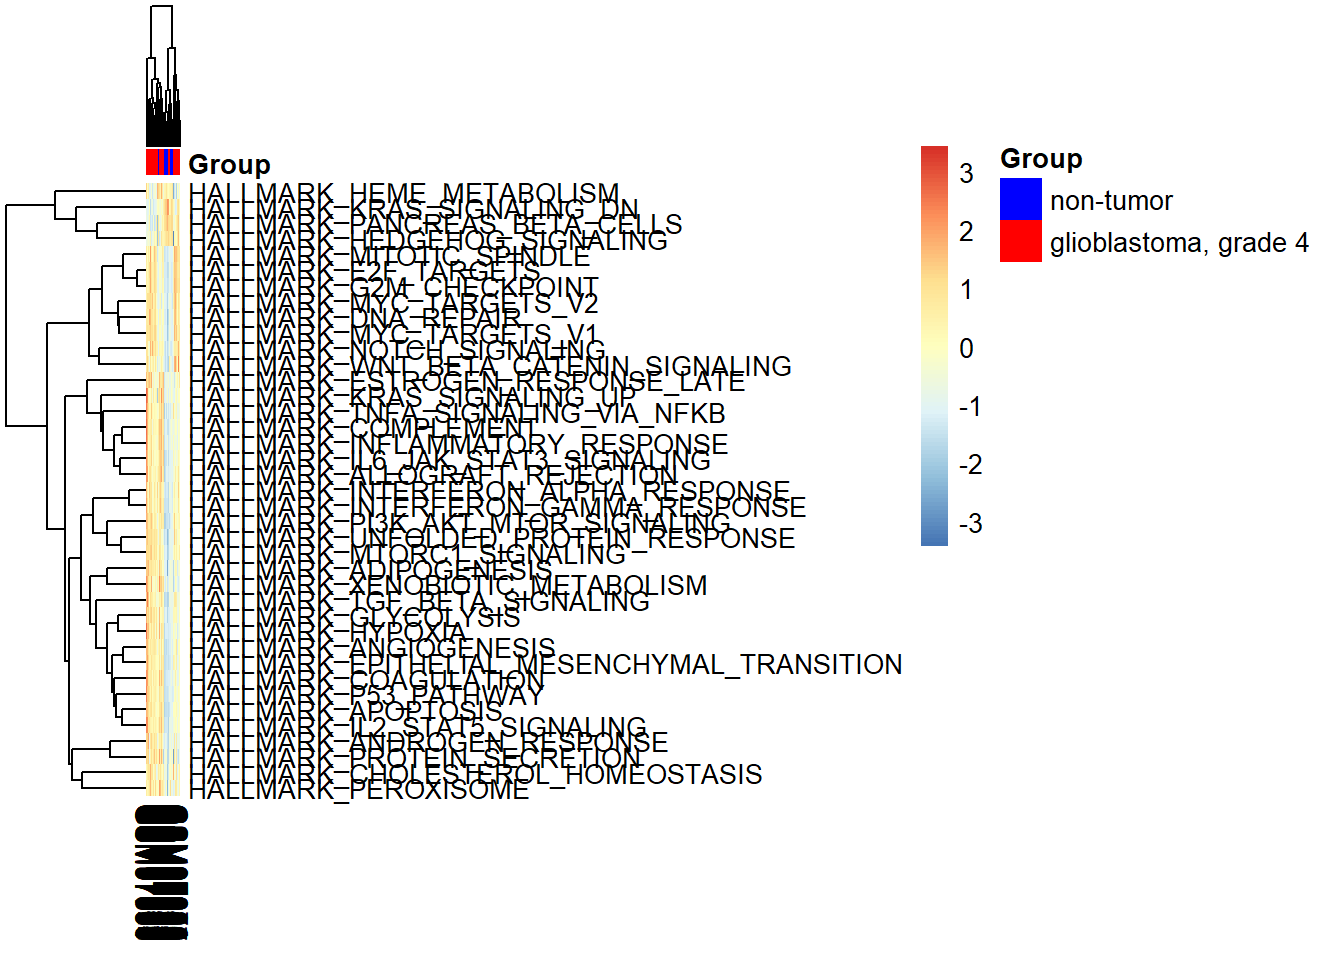 Group
HALLMARK_HEME_METABOLISM
HALLMARK_KRAS_SIGNALING_DN
HALLMARK_PANCREAS_BETA_CELLS
HALLMARK_HEDGEHOG_SIGNALING
HALLMARK_MITOTIC_SPINDLE
HALLMARK_E2F_TARGETS
HALLMARK_G2M_CHECKPOINT
HALLMARK_MYC_TARGETS_V2
HALLMARK_DNA_REPAIR
HALLMARK_MYC_TARGETS_V1
HALLMARK_NOTCH_SIGNALING
HALLMARK_WNT_BETA_CATENIN_SIGNALING
HALLMARK_ESTROGEN_RESPONSE_LATE
HALLMARK_KRAS_SIGNALING_UP
HALLMARK_TNFA_SIGNALING_VIA_NFKB
HALLMARK_COMPLEMENT
HALLMARK_INFLAMMATORY_RESPONSE
HALLMARK_IL6_JAK_STAT3_SIGNALING
HALLMARK_ALLOGRAFT_REJECTION
HALLMARK_INTERFERON_ALPHA_RESPONSE
HALLMARK_INTERFERON_GAMMA_RESPONSE
HALLMARK_PI3K_AKT_MTOR_SIGNALING
HALLMARK_UNFOLDED_PROTEIN_RESPONSE
HALLMARK_MTORC1_SIGNALING
HALLMARK_ADIPOGENESIS
HALLMARK_XENOBIOTIC_METABOLISM
HALLMARK_TGF_BETA_SIGNALING
HALLMARK_GLYCOLYSIS
HALLMARK_HYPOXIA
HALLMARK_ANGIOGENESIS
HALLMARK_EPITHELIAL_MESENCHYMAL_TRANSITION
HALLMARK_COAGULATION
HALLMARK_P53_PATHWAY
HALLMARK_APOPTOSIS
HALLMARK_IL2_STAT5_SIGNALING
HALLMARK_ANDROGEN_RESPONSE
HALLMARK_PROTEIN_SECRETION
HALLMARK_CHOLESTEROL_HOMEOSTASIS
HALLMARK_PEROXISOME
3
2
1
0
-1
-2
-3
Group
non-tumor
glioblastoma, grade 4